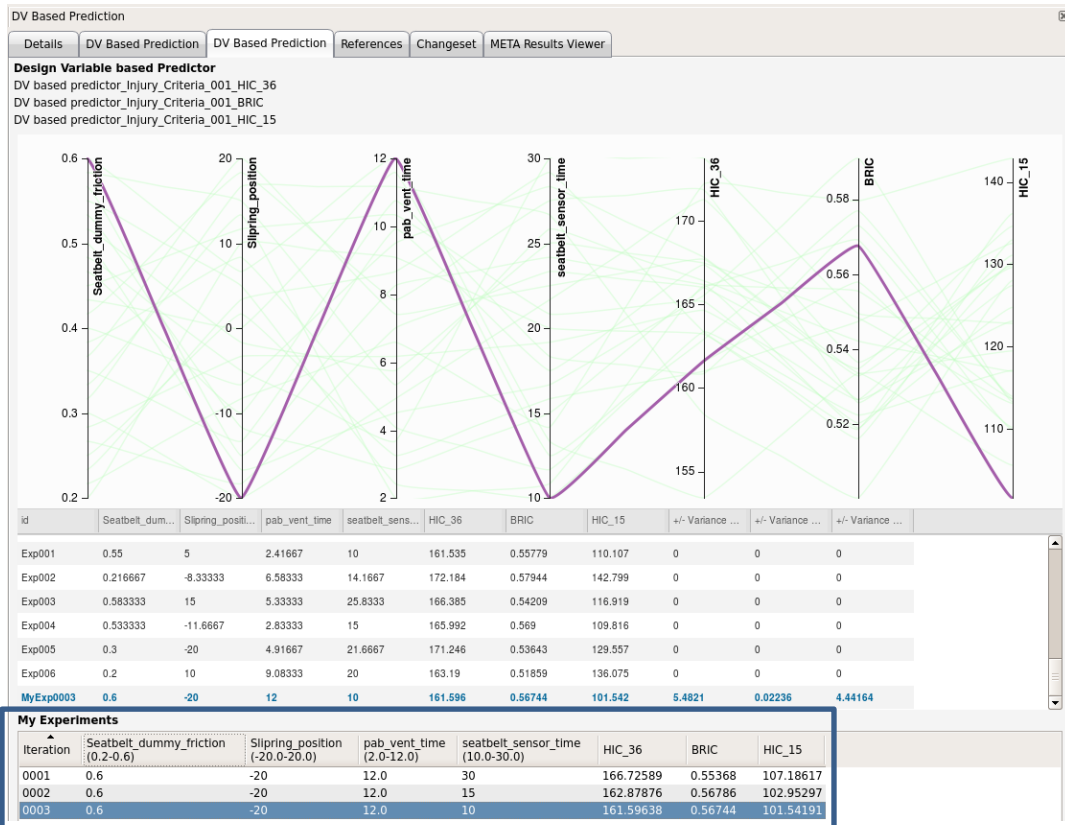 DV Based Prediction
Details DV Based Prediction DV Based Prediction References Changeset META Results Viewer
Design Variable based Predictor
DV based predictor_Injury_Criteria_001_HIC_36
DV based predictor_Injury_Criteria_001_BRIC
DV based predictor_Injury_Criteria_001_HIC_15
0.6 0.5 0.4 0.3 0.2 Seatbelt_dummy_friction
20 10 0 -10 -20 Slipring_position
12 10 8 6 4 2 pab_vent_time
30 25 20 15 10 seatbelt_sensor_time
170 165 160 155 HIC_36
0.58 0.56 0.54 0.52 BRIC
140 130 120 110 HIC_15
id Seatbelt_dum... Slipring_positi... pab_vent_time seatbelt_sens... HIC_36 BRIC HIC_15 +/- Variance ... +/- Variance ... +/- Variance ...
Exp001 0.55 5 2.41667 10 161.535 0.55779 110.107 0 0 0
Exp002 0.216667 -8.33333 6.58333 14.1667 172.184 0.57944 142.799 0 0 0
Exp003 0.583333 15 5.33333 25.8333 166.385 0.54209 116.919 0 0 0
Exp004 0.533333 -11.6667 2.83333 15 165.992 0.569 109.816 0 0 0
Exp005 0.3 -20 4.91667 21.6667 171.246 0.53643 129.557 0 0 0
Exp006 0.2 10 9.08333 20 163.19 0.51859 136.075 0 0 0
MyExp0003 0.6 -20 12 10 161.596 0.56744 101.542 5.4821 0.02236 4.44164
My Experiments
Iteration Seatbelt_dummy_friction (0.2-0.6) Slipring_position (-20.0-20.0) pab_vent_time (2.0-12.0) seatbelt_sensor_time (10.0-30.0) HIC_36 BRIC HIC_15
0001 0.6 -20 12.0 30 166.72589 0.55368 107.18617
0002 0.6 -20 12.0 15 162.87876 0.56786 102.95297
0003 0.6 -20 12.0 10 161.59638 0.56744 101.54191